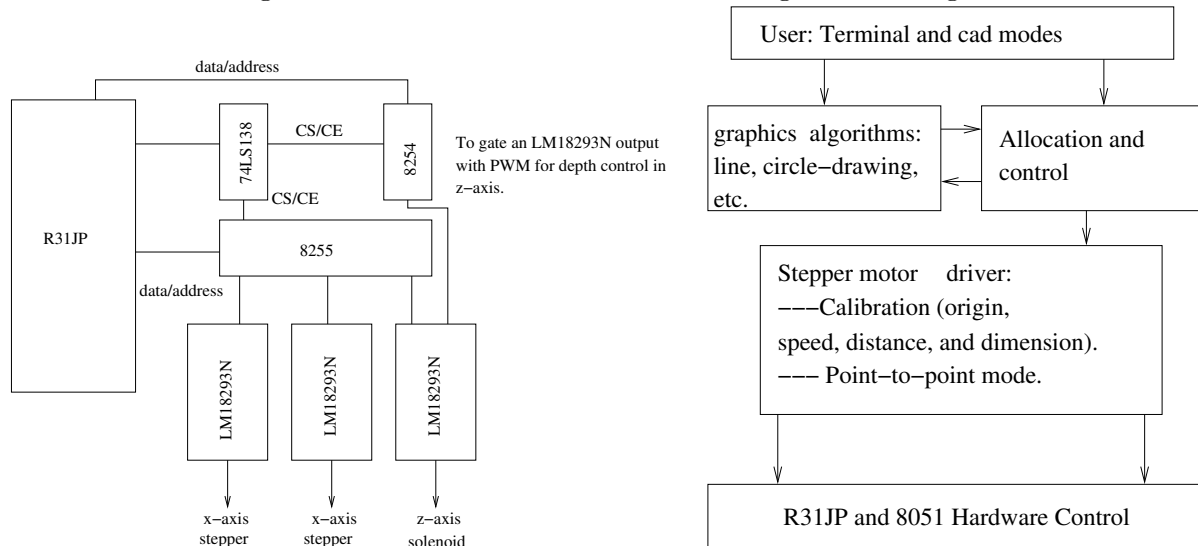 data/address
R31JP
74LS138
CS/CE
8254
To gate an LM18293N output
with PWM for depth control in
z−axis.
CS/CE
8255
data/address
LM18293N
LM18293N
LM18293N
x−axis
stepper
x−axis
stepper
z−axis
solenoid
User: Terminal and cad modes
graphics algorithms:
line, circle−drawing,
etc.
Allocation and
control
Stepper motor driver:
−−−Calibration (origin,
speed, distance, and dimension).
−−− Point−to−point mode.
R31JP and 8051 Hardware Control